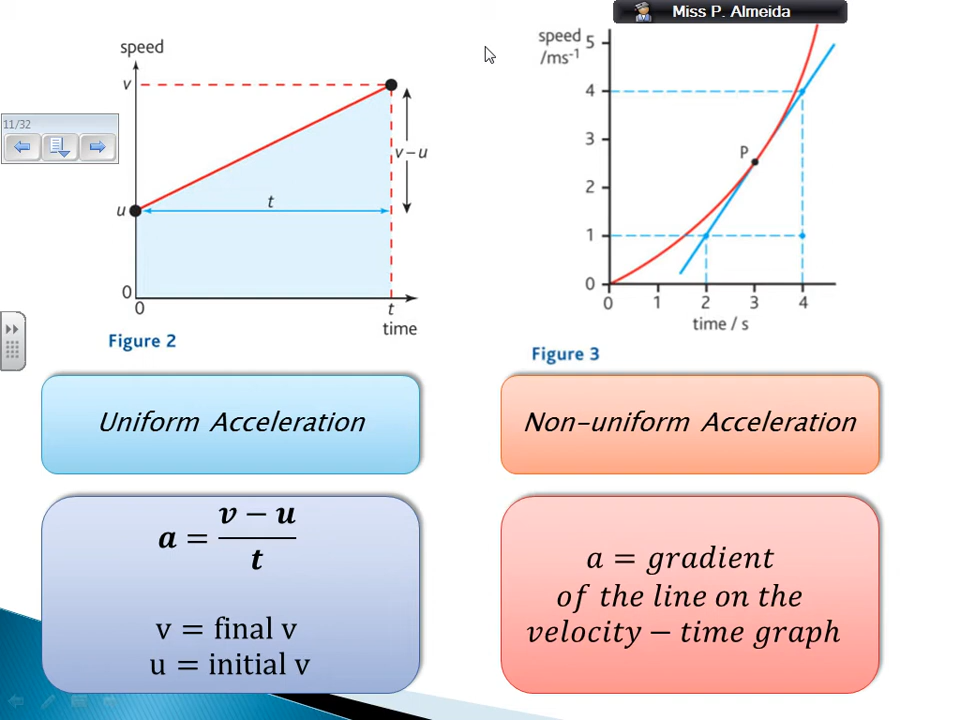 Miss P. Almeida
11/32
speed
v
u
0
0
t
v – u
t
time
Figure 2
speed
/ms⁻¹
5
4
3
2
1
0
P
0 1 2 3 4
time / s
Figure 3
Uniform Acceleration
Non-uniform Acceleration
a = (v − u)/t
v = final v
u = initial v
a = gradient
of the line on the
velocity − time graph